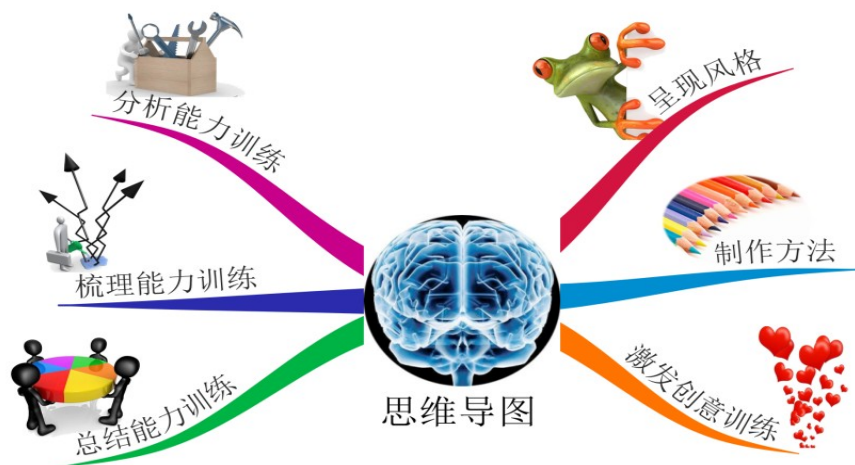 分析能力训练
呈现风格
梳理能力训练
制作方法
总结能力训练
激发创意训练
思维导图